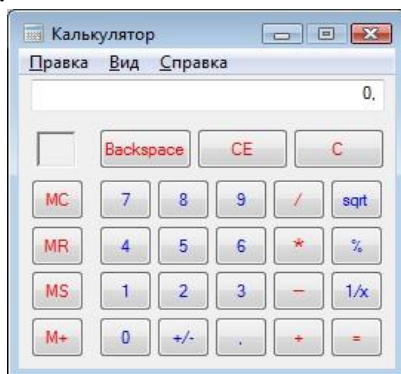 Калькулятор
Правка Вид Справка
0,
Backspace CE C
MC 7 8 9 / sqrt
MR 4 5 6 * %
MS 1 2 3 − 1/x
M+ 0 +/- , + =